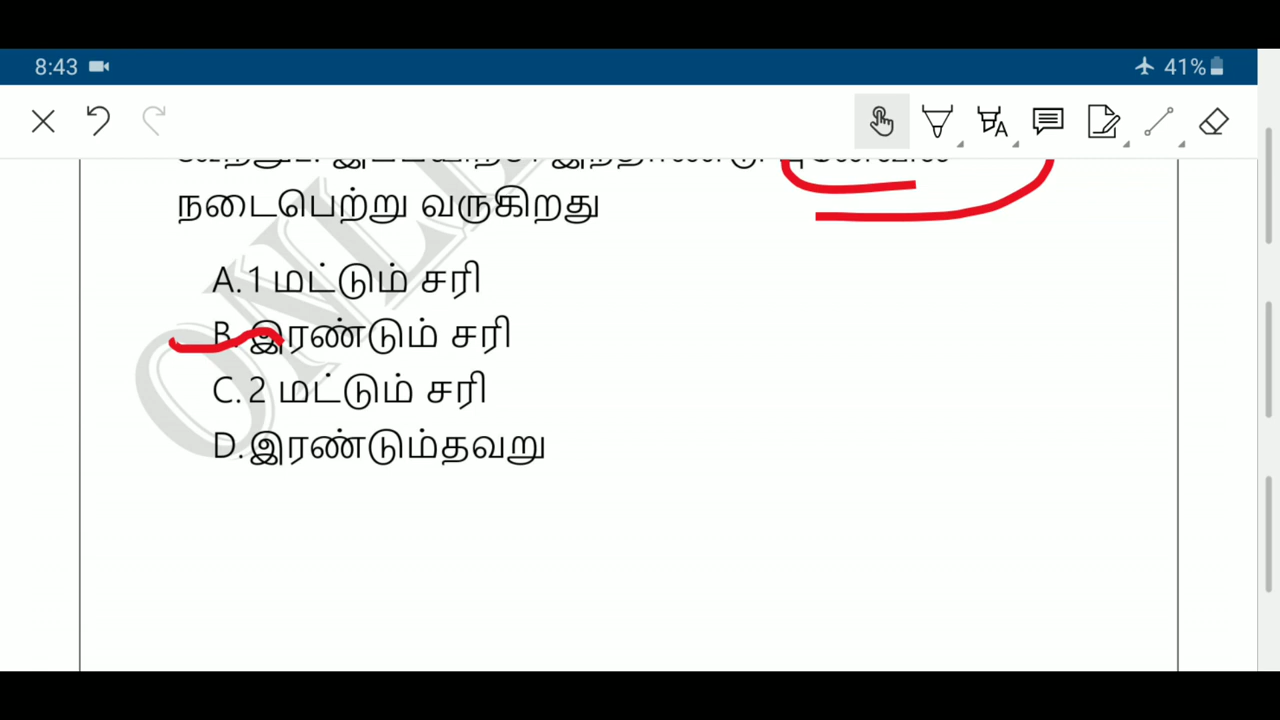 8:43 41%
நடைபெற்று வருகிறது
A. 1 மட்டும் சரி
B. இரண்டும் சரி
C. 2 மட்டும் சரி
D. இரண்டும்தவறு